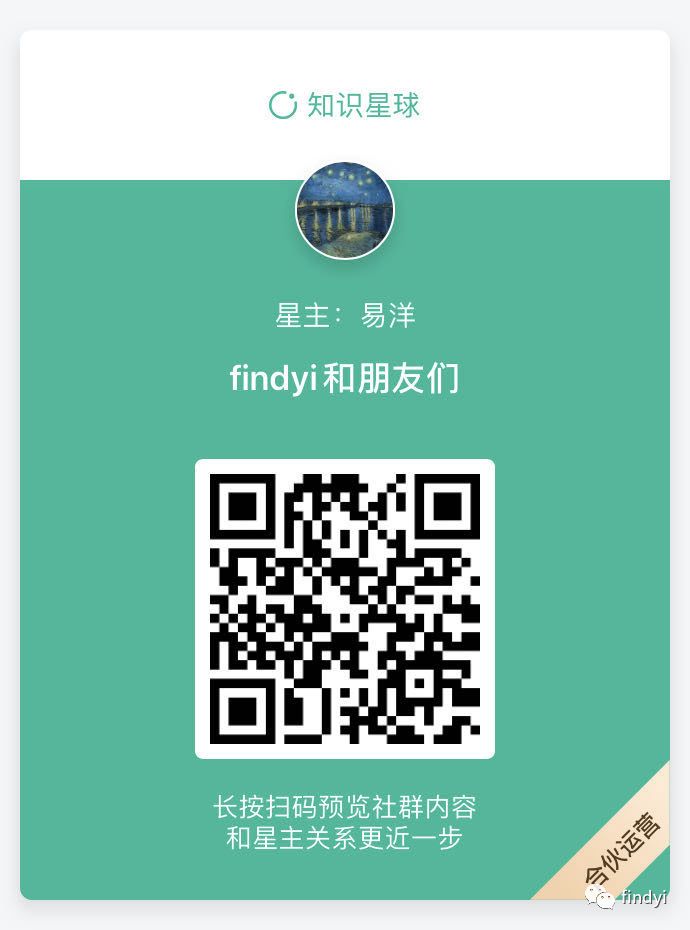 知识星球
星主：易洋
findyi和朋友们
长按扫码预览社群内容
和星主关系更近一步
合伙运营
findyi